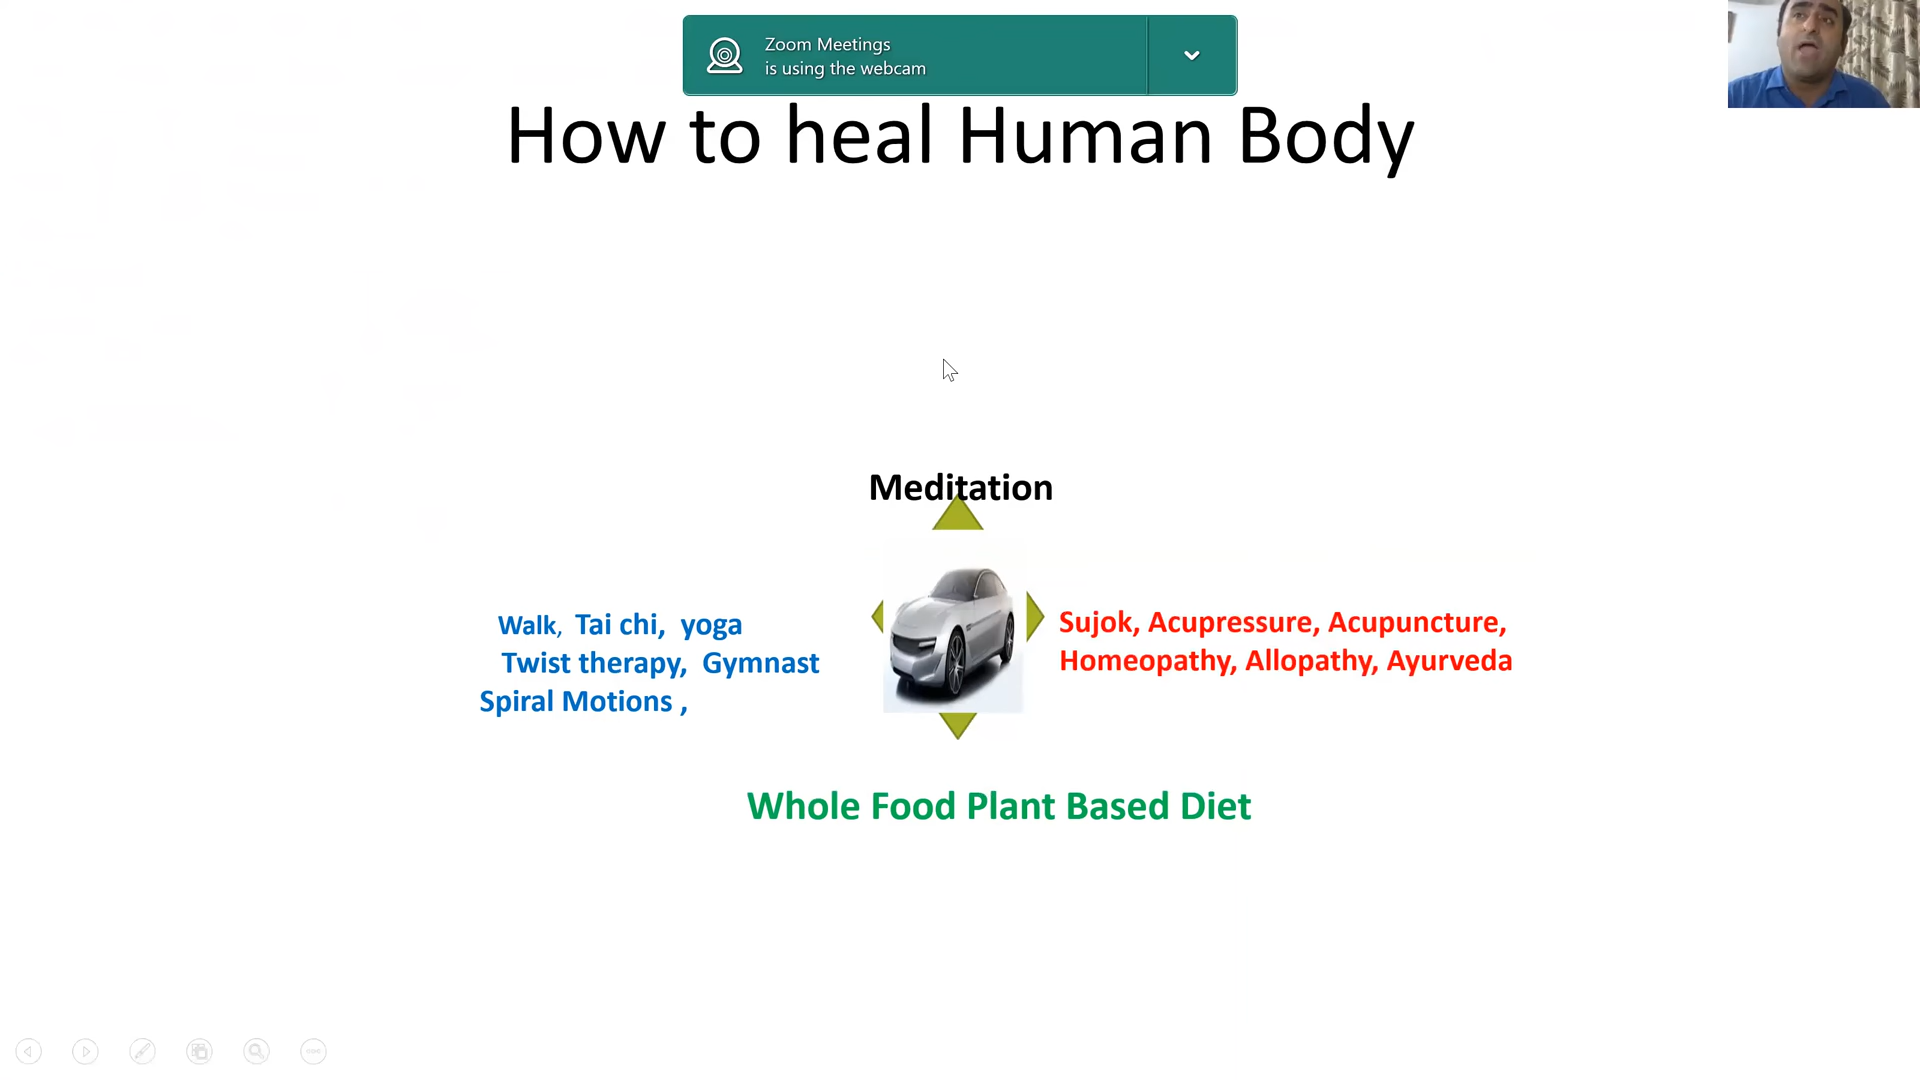 Zoom Meetings
is using the webcam
How to heal Human Body
Meditation
Walk, Tai chi, yoga
Twist therapy, Gymnast
Spiral Motions ,
Sujok, Acupressure, Acupuncture,
Homeopathy, Allopathy, Ayurveda
Whole Food Plant Based Diet